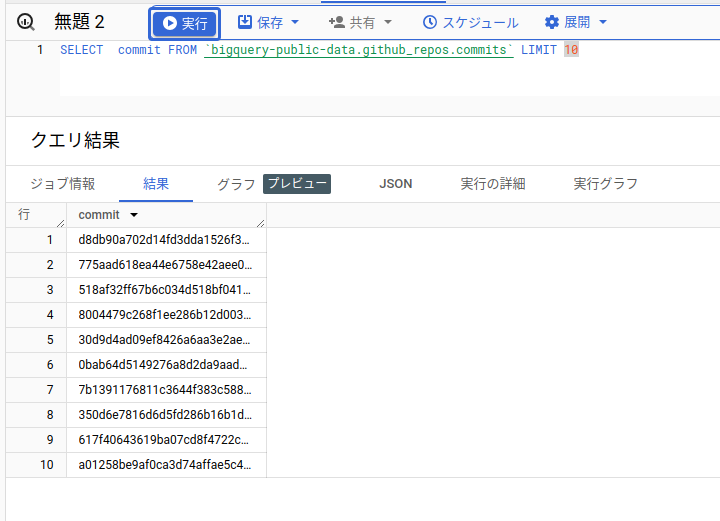 無題 2 実行 保存 共有 スケジュール 展開
1 SELECT commit FROM `bigquery-public-data.github_repos.commits` LIMIT 10
クエリ結果
ジョブ情報 結果 グラフ プレビュー JSON 実行の詳細 実行グラフ
行 commit
1 d8db90a702d14fd3dda1526f3...
2 775aad618ea44e6758e42aee0...
3 518af32ff67b6c034d518bf041...
4 8004479c268f1ee286b12d003...
5 30d9d4ad09ef8426a6aa3e2ae...
6 0bab64d5149276a8d2da9aad...
7 7b1391176811c3644f383c588...
8 350d6e7816d6d5fd286b16b1d...
9 617f40643619ba07cd8f4722c...
10 a01258be9af0ca3d74affae5c4...